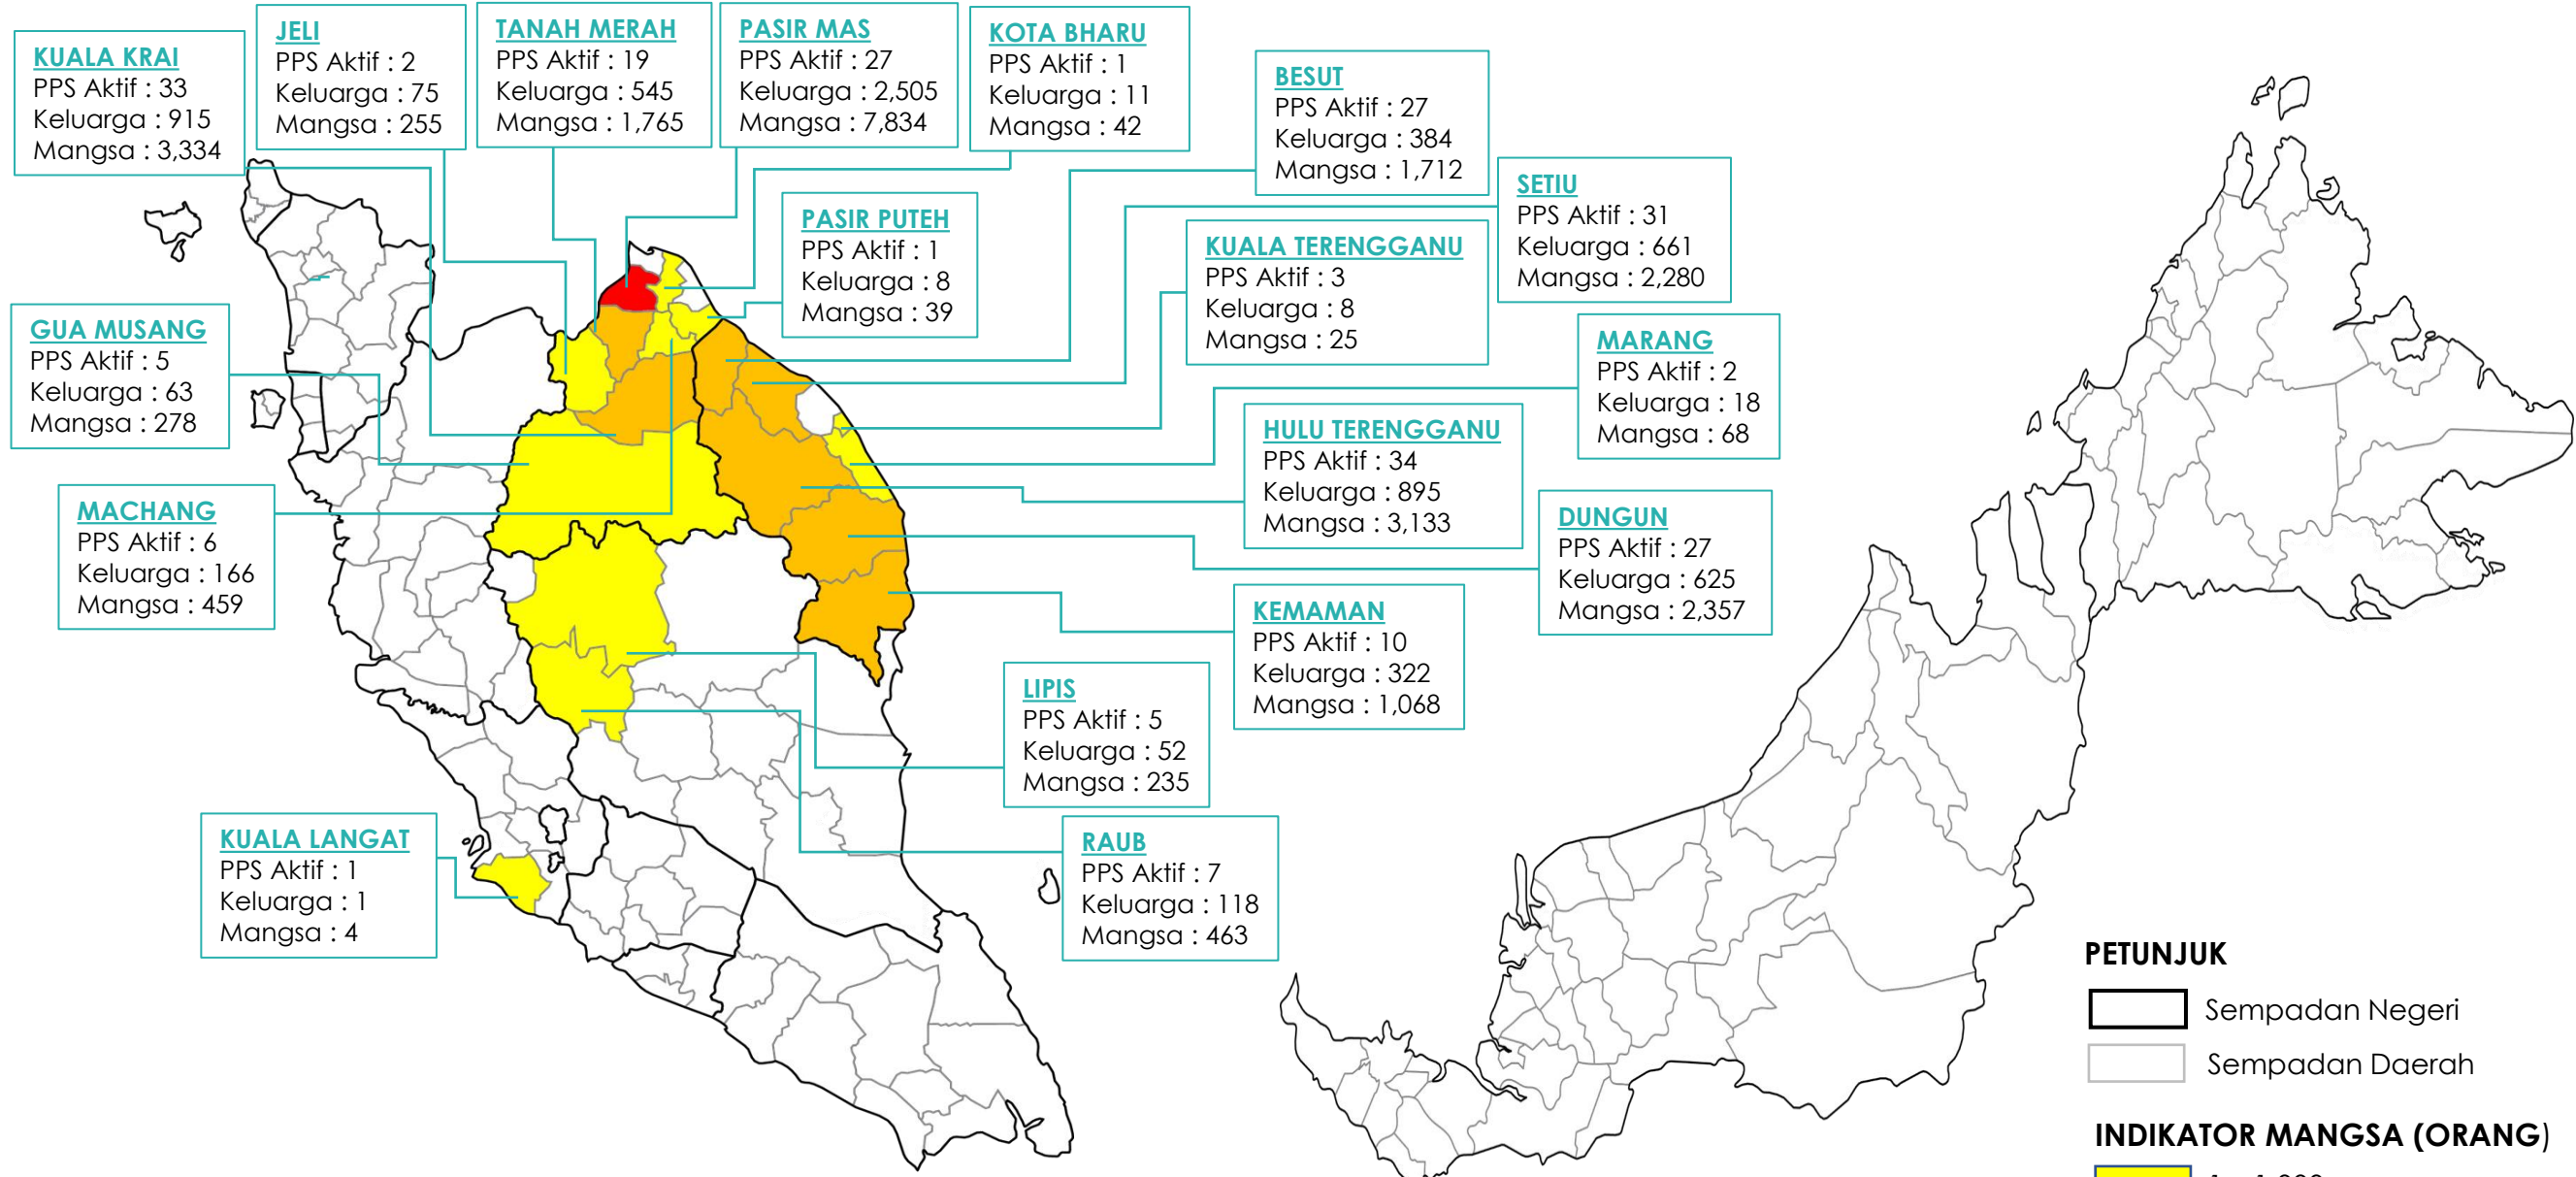 KUALA KRAI
PPS Aktif : 33
Keluarga : 915
Mangsa : 3,334
JELI
PPS Aktif : 2
Keluarga : 75
Mangsa : 255
TANAH MERAH
PPS Aktif : 19
Keluarga : 545
Mangsa : 1,765
PASIR MAS
PPS Aktif : 27
Keluarga : 2,505
Mangsa : 7,834
KOTA BHARU
PPS Aktif : 1
Keluarga : 11
Mangsa : 42
BESUT
PPS Aktif : 27
Keluarga : 384
Mangsa : 1,712
SETIU
PPS Aktif : 31
Keluarga : 661
Mangsa : 2,280
PASIR PUTEH
PPS Aktif : 1
Keluarga : 8
Mangsa : 39
KUALA TERENGGANU
PPS Aktif : 3
Keluarga : 8
Mangsa : 25
GUA MUSANG
PPS Aktif : 5
Keluarga : 63
Mangsa : 278
MARANG
PPS Aktif : 2
Keluarga : 18
Mangsa : 68
HULU TERENGGANU
PPS Aktif : 34
Keluarga : 895
Mangsa : 3,133
MACHANG
PPS Aktif : 6
Keluarga : 166
Mangsa : 459
DUNGUN
PPS Aktif : 27
Keluarga : 625
Mangsa : 2,357
KEMAMAN
PPS Aktif : 10
Keluarga : 322
Mangsa : 1,068
LIPIS
PPS Aktif : 5
Keluarga : 52
Mangsa : 235
KUALA LANGAT
PPS Aktif : 1
Keluarga : 1
Mangsa : 4
RAUB
PPS Aktif : 7
Keluarga : 118
Mangsa : 463
PETUNJUK
Sempadan Negeri
Sempadan Daerah
INDIKATOR MANGSA (ORANG)